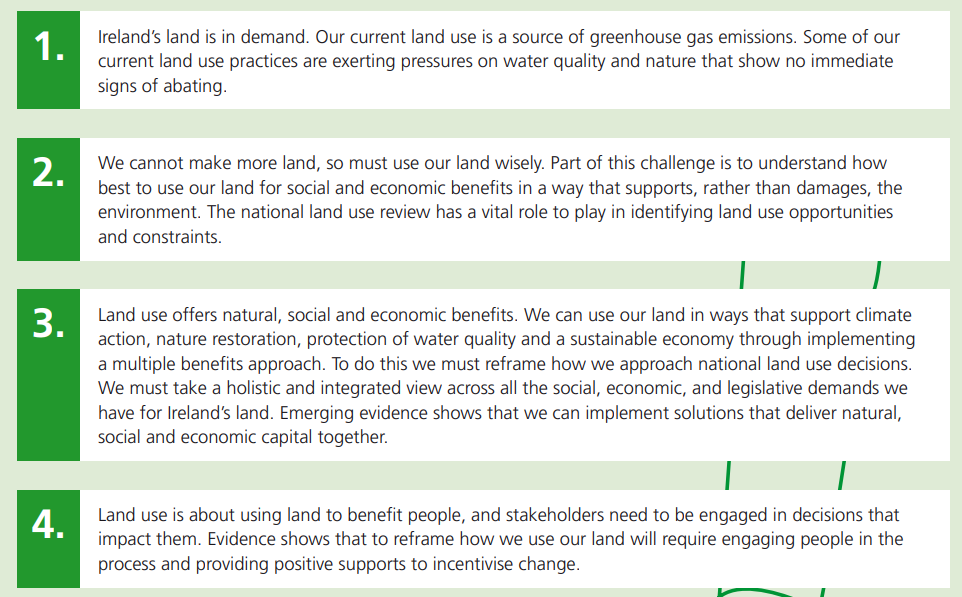 1.
Ireland's land is in demand. Our current land use is a source of greenhouse gas emissions. Some of our
current land use practices are exerting pressures on water quality and nature that show no immediate
signs of abating.
2.
We cannot make more land, so must use our land wisely. Part of this challenge is to understand how
best to use our land for social and economic benefits in a way that supports, rather than damages, the
environment. The national land use review has a vital role to play in identifying land use opportunities
and constraints.
3.
Land use offers natural, social and economic benefits. We can use our land in ways that support climate
action, nature restoration, protection of water quality and a sustainable economy through implementing
a multiple benefits approach. To do this we must reframe how we approach national land use decisions.
We must take a holistic and integrated view across all the social, economic, and legislative demands we
have for Ireland's land. Emerging evidence shows that we can implement solutions that deliver natural,
social and economic capital together.
4.
Land use is about using land to benefit people, and stakeholders need to be engaged in decisions that
impact them. Evidence shows that to reframe how we use our land will require engaging people in the
process and providing positive supports to incentivise change.